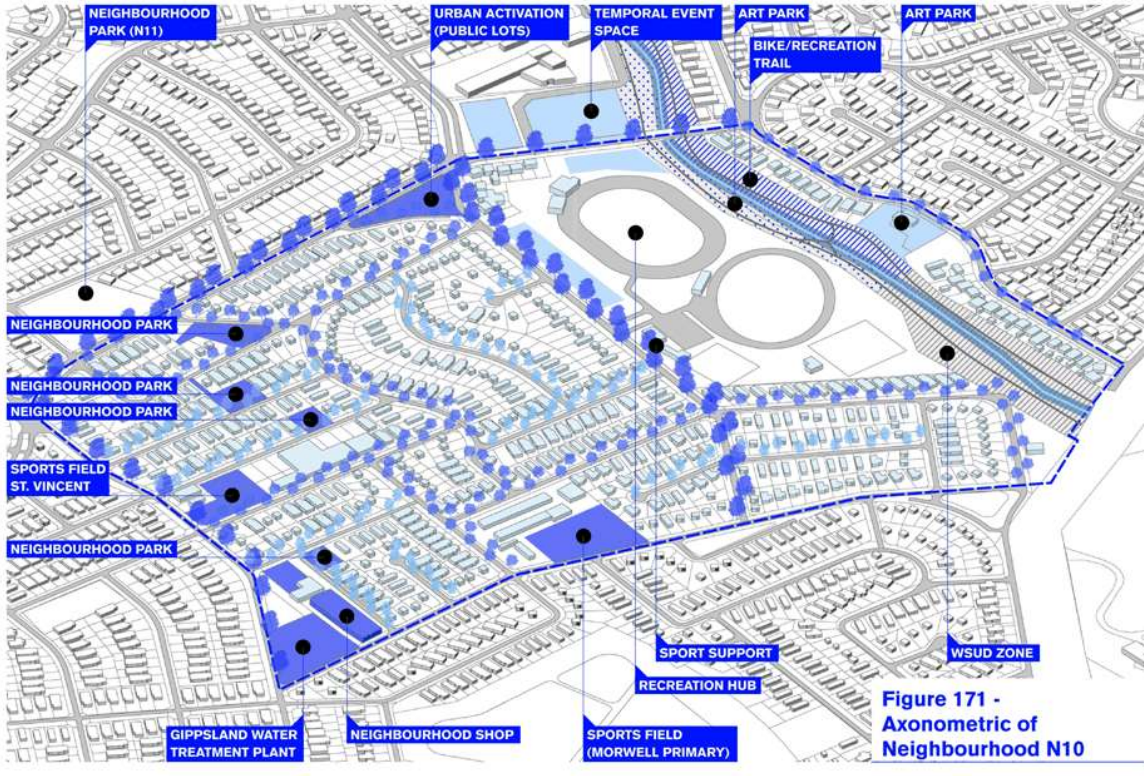 NEIGHBOURHOOD
PARK (N11)
URBAN ACTIVATION
(PUBLIC LOTS)
TEMPORAL EVENT
SPACE
ART PARK
BIKE/RECREATION
TRAIL
ART PARK
NEIGHBOURHOOD PARK
NEIGHBOURHOOD PARK
NEIGHBOURHOOD PARK
SPORTS FIELD
ST. VINCENT
NEIGHBOURHOOD PARK
SPORT SUPPORT
WSUD ZONE
RECREATION HUB
GIPPSLAND WATER
TREATMENT PLANT
NEIGHBOURHOOD SHOP
SPORTS FIELD
(MORWELL PRIMARY)
Figure 171 -
Axonometric of
Neighbourhood N10